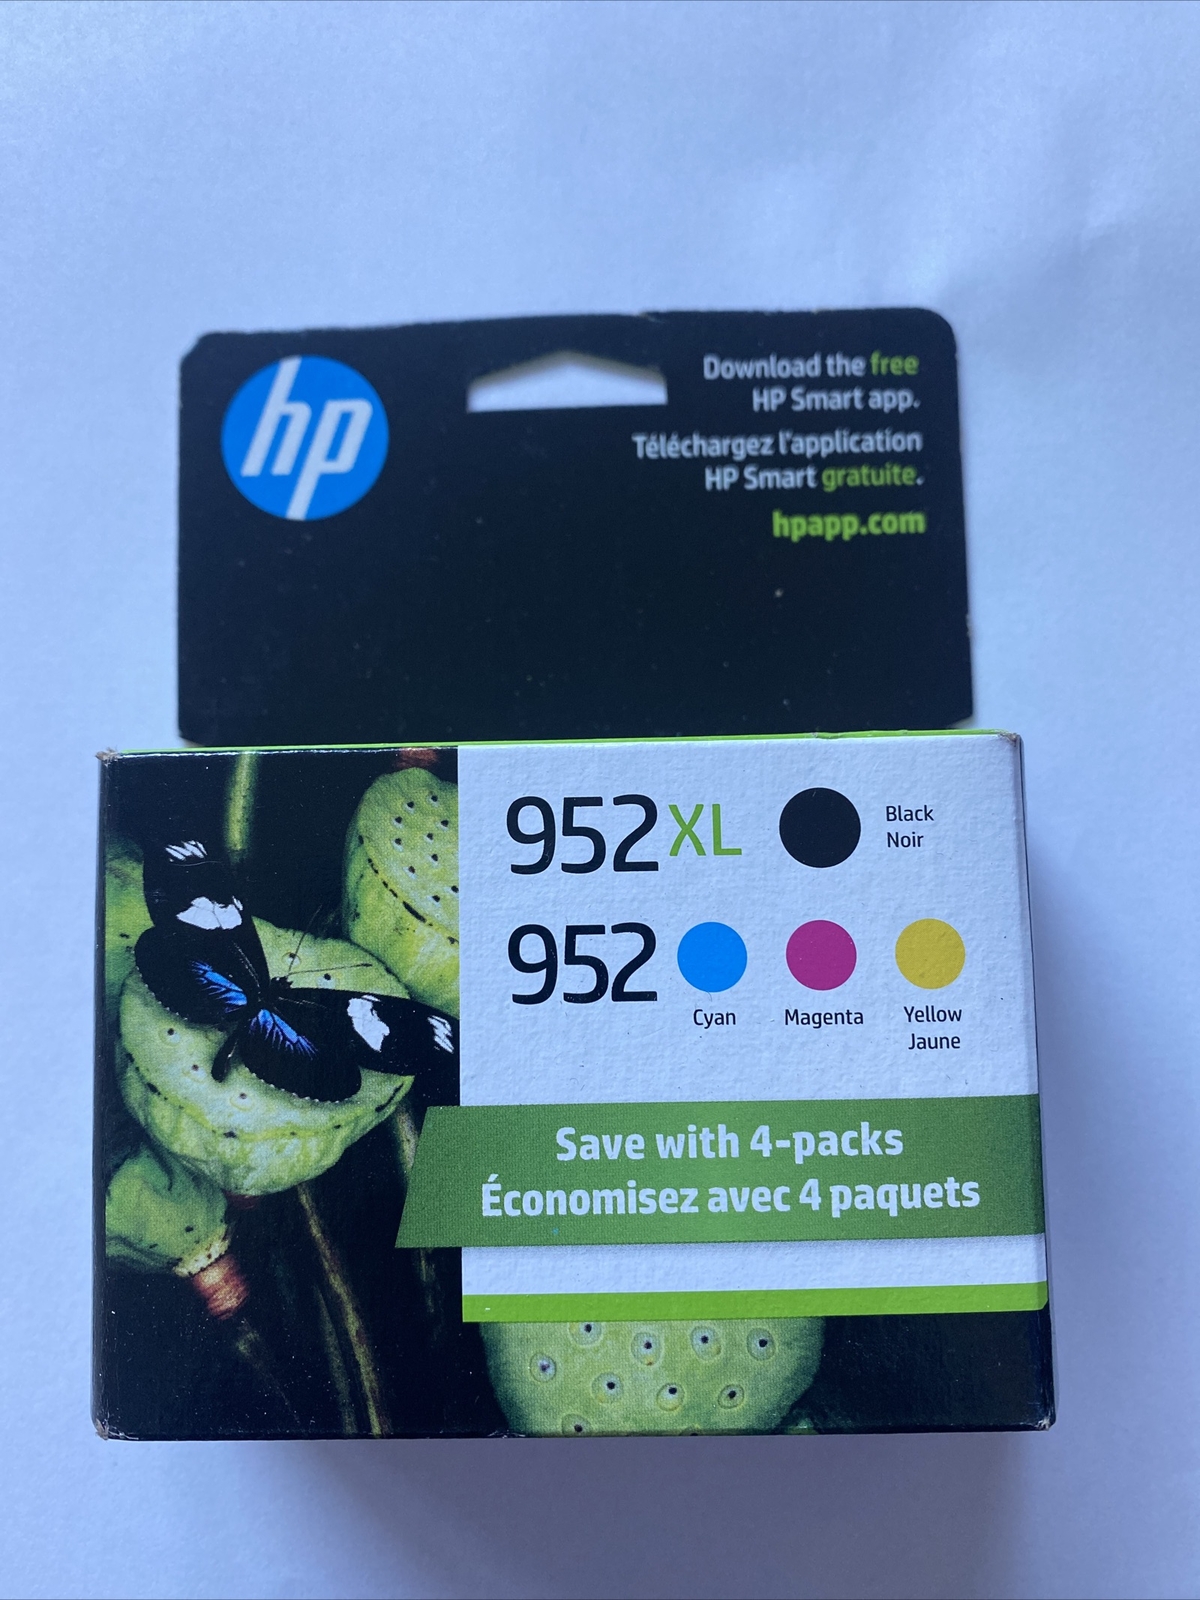 hp
Download the free
HP Smart app.
Téléchargez l'application
HP Smart gratuite.
hpapp.com
952XL
Black
Noir
952
Cyan
Magenta
Yellow
Jaune
Save with 4-packs
Économisez avec 4 paquets